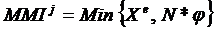 MMI^j = Min {X^e, N * φ}